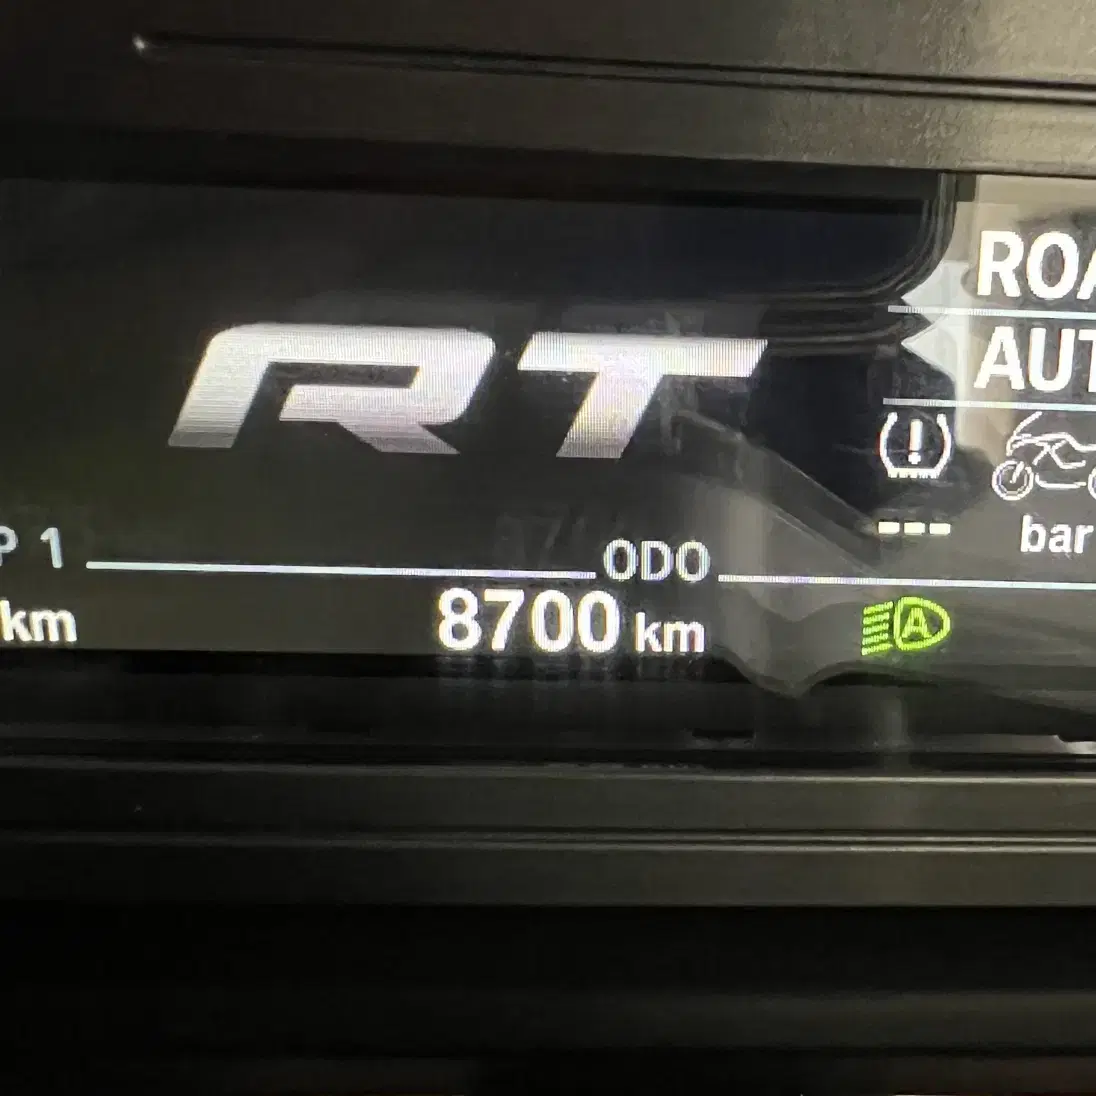 ROA
RT
AUT
---
bar
P 1
ODO
km
8700 km
A